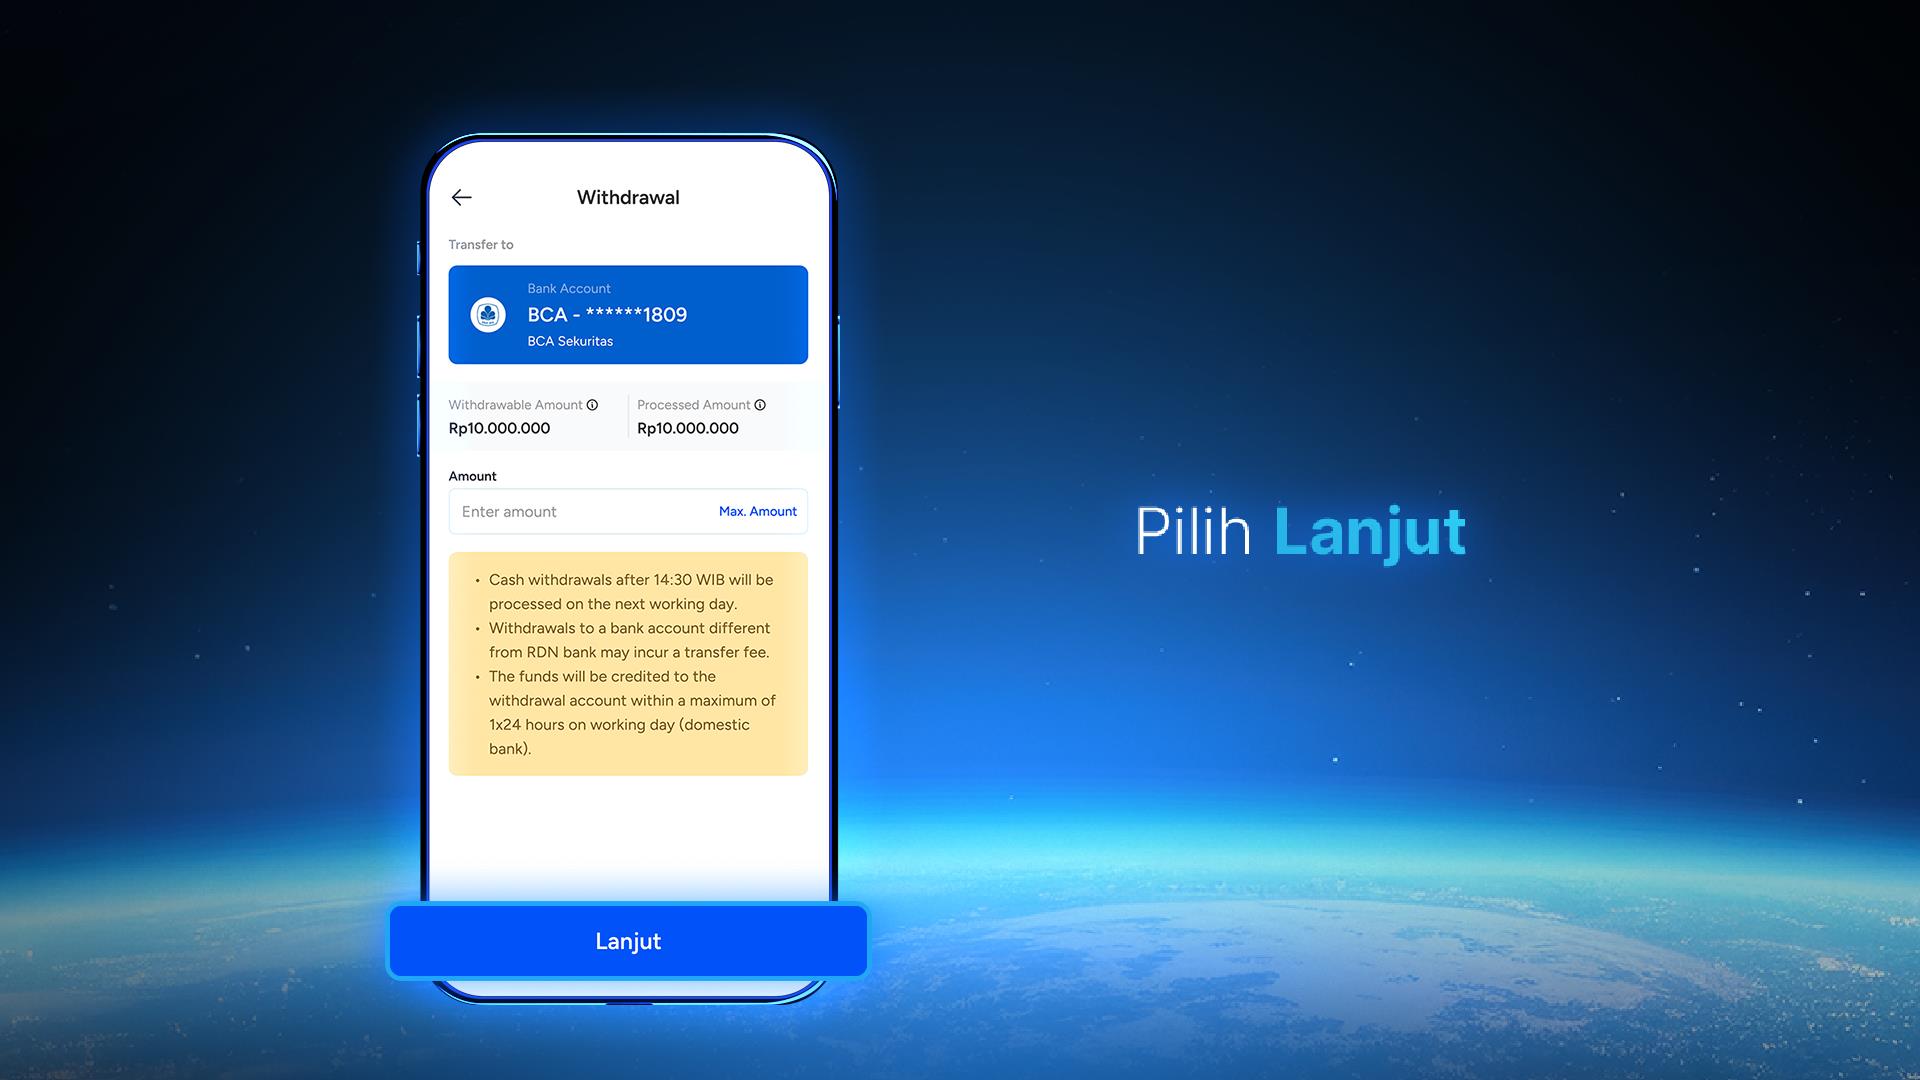 Withdrawal
Transfer to
Bank Account
BCA - ******1809
BCA Sekuritas
Withdrawable Amount
Processed Amount
Rp10.000.000
Rp10.000.000
Amount
Enter amount
Max. Amount
• Cash withdrawals after 14:30 WIB will be
processed on the next working day.
• Withdrawals to a bank account different
from RDN bank may incur a transfer fee.
• The funds will be credited to the
withdrawal account within a maximum of
1x24 hours on working day (domestic
bank).
Lanjut
Pilih Lanjut